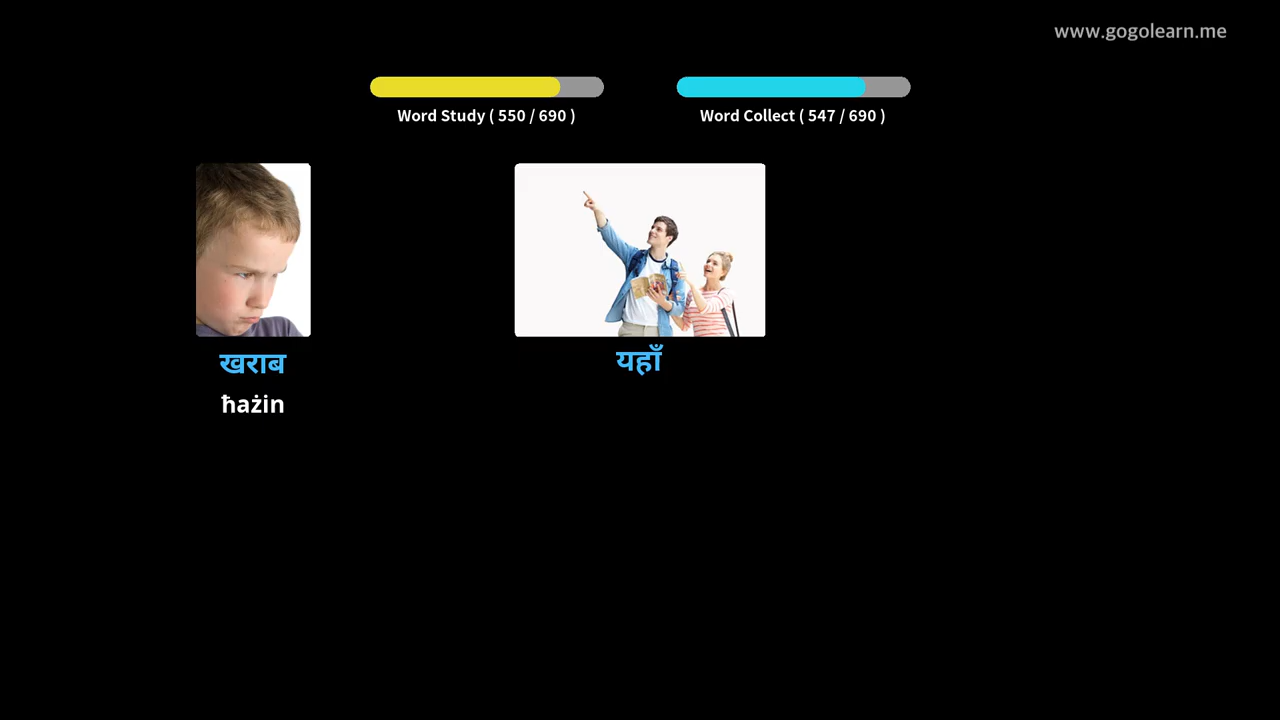 www.gogolearn.me
Word Study ( 550 / 690 )
Word Collect ( 547 / 690 )
खराब
ħażin
यहाँ